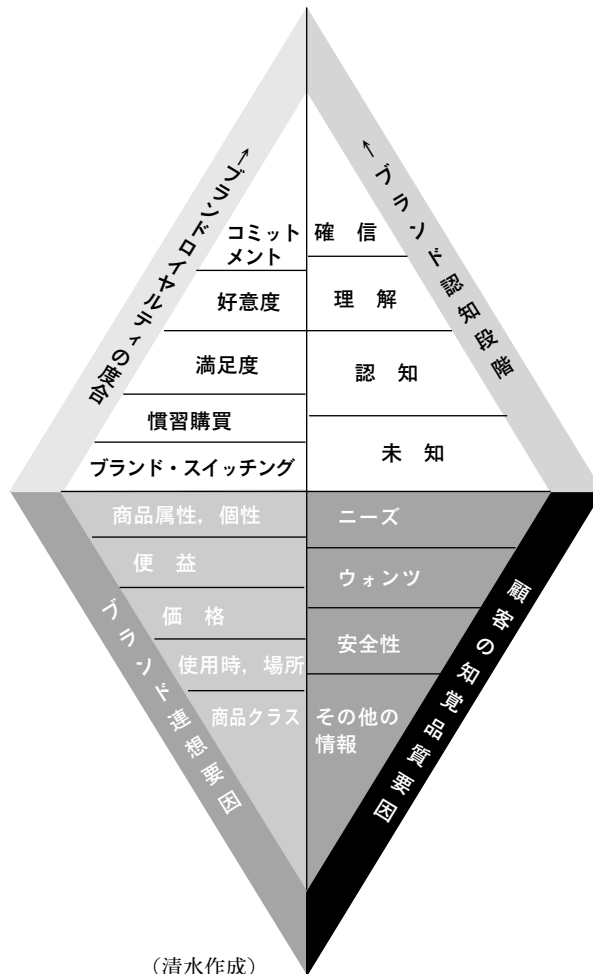 ←ブランドロイヤルティの度合
←ブランド認知段階
コミットメント
確　信
好意度
理　解
満足度
認　知
慣習購買
ブランド・スイッチング
未　知
商品属性，個性
ニーズ
便　益
ウォンツ
価　格
安全性
使用時，場所
商品クラス
その他の
情報
ブランド連想要因
顧客の知覚品質要因
（清水作成）